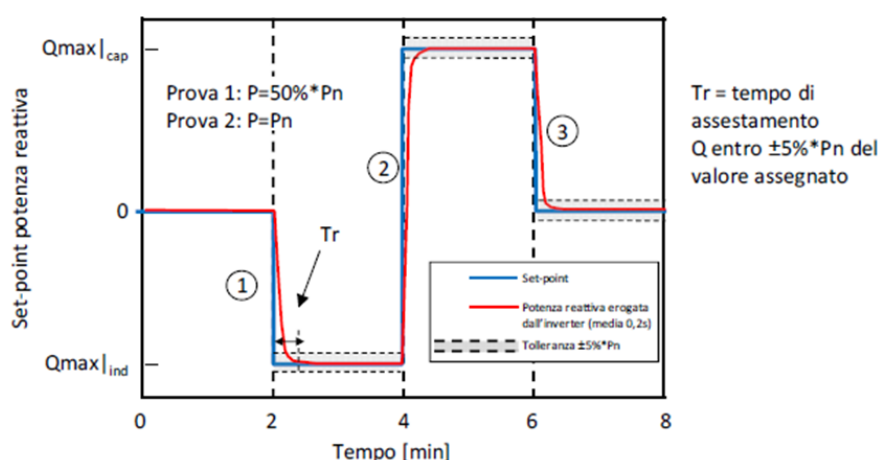 Qmax|cap
Prova 1: P=50%*Pn
Prova 2: P=Pn
Tr = tempo di
assestamento
Q entro ±5%*Pn del
valore assegnato
2
3
Set-point potenza reattiva
0
Tr
1
Set-point
Potenza reattiva erogata
dall'inverter (media 0,2s)
Tolleranza ±5%*Pn
Qmax|ind
0 2 4 6 8
Tempo [min]